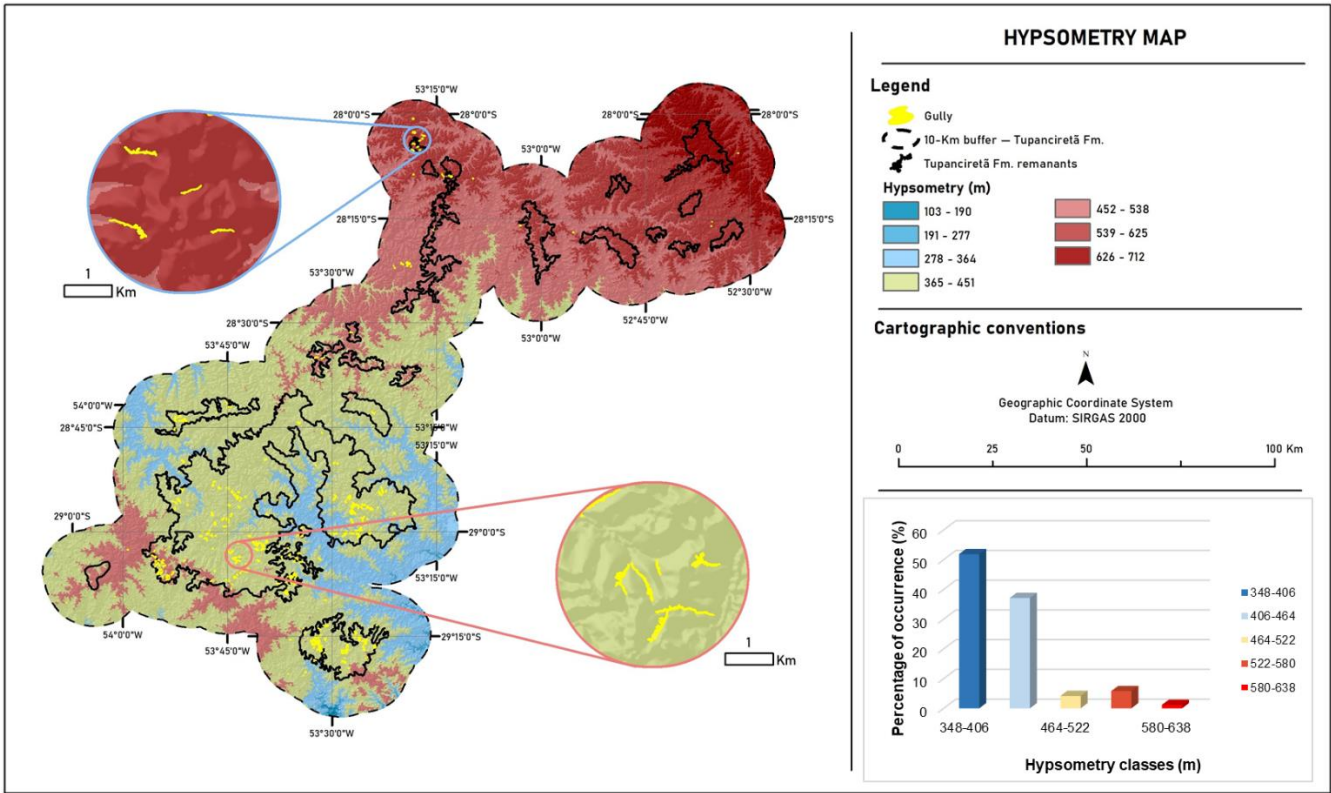 HYPSOMETRY MAP
Legend
Gully
10-Km buffer — Tupanciretã Fm.
Tupanciretã Fm. remanants
Hypsometry (m)
103 - 190
191 - 277
278 - 364
365 - 451
452 - 538
539 - 625
626 - 712
Cartographic conventions
N
Geographic Coordinate System
Datum: SIRGAS 2000
0 25 50 100 Km
Percentage of occurrence (%)
60
50
40
30
20
10
0
348-406 464-522 580-638
Hypsometry classes (m)
348-406
406-464
464-522
522-580
580-638
53°15'0"W
28°0'0"S 28°0'0"S
52°30'0"W
28°0'0"S
53°0'0"W
28°15'0"S 28°15'0"S
1
Km
53°30'0"W
52°30'0"W
52°45'0"W
28°30'0"S
53°0'0"W
53°45'0"W
54°0'0"W
28°45'0"S
53°15'0"W
53°15'0"W
29°0'0"S
29°0'0"S
53°15'0"W
54°0'0"W
53°45'0"W
29°15'0"S
53°30'0"W
1
Km